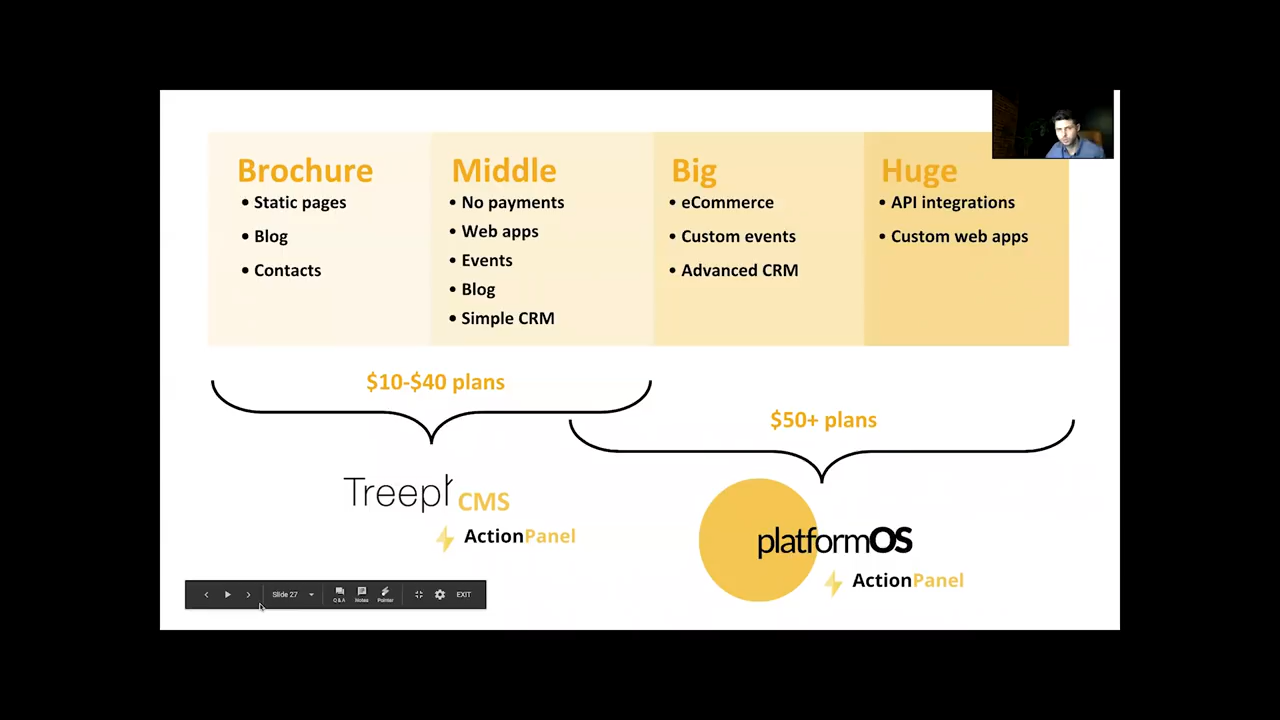 Brochure
• Static pages
• Blog
• Contacts
Middle
• No payments
• Web apps
• Events
• Blog
• Simple CRM
Big
• eCommerce
• Custom events
• Advanced CRM
Huge
• API integrations
• Custom web apps
$10-$40 plans
$50+ plans
Treepl CMS
ActionPanel
platformOS
ActionPanel
Slide 27
Q&A
Notes
Pointer
EXIT